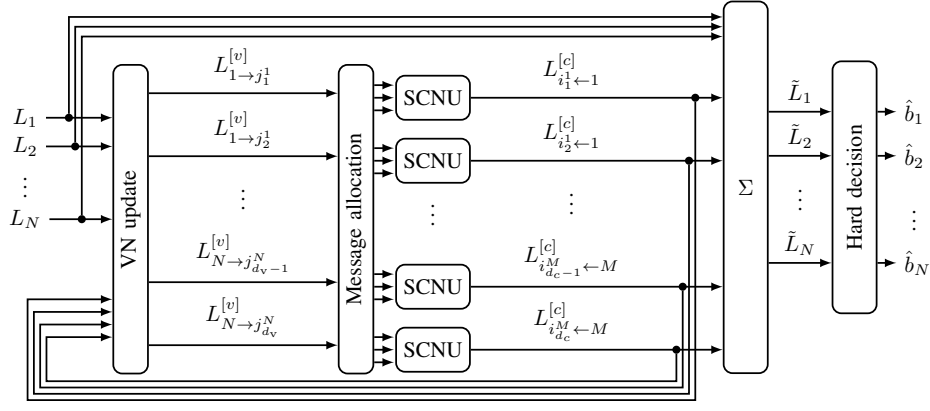 L_1
L_2
⋮
L_N
VN update
L^{[v]}_{1→j^1_1}
L^{[v]}_{1→j^1_2}
⋮
L^{[v]}_{N→j^N_{d_v−1}}
L^{[v]}_{N→j^N_{d_v}}
Message allocation
SCNU
SCNU
⋮
SCNU
SCNU
L^{[c]}_{i^1_1←1}
L^{[c]}_{i^1_2←1}
⋮
L^{[c]}_{i^M_{d_c−1}←M}
L^{[c]}_{i^M_{d_c}←M}
Σ
L̃_1
L̃_2
⋮
L̃_N
Hard decision
b̂_1
b̂_2
⋮
b̂_N